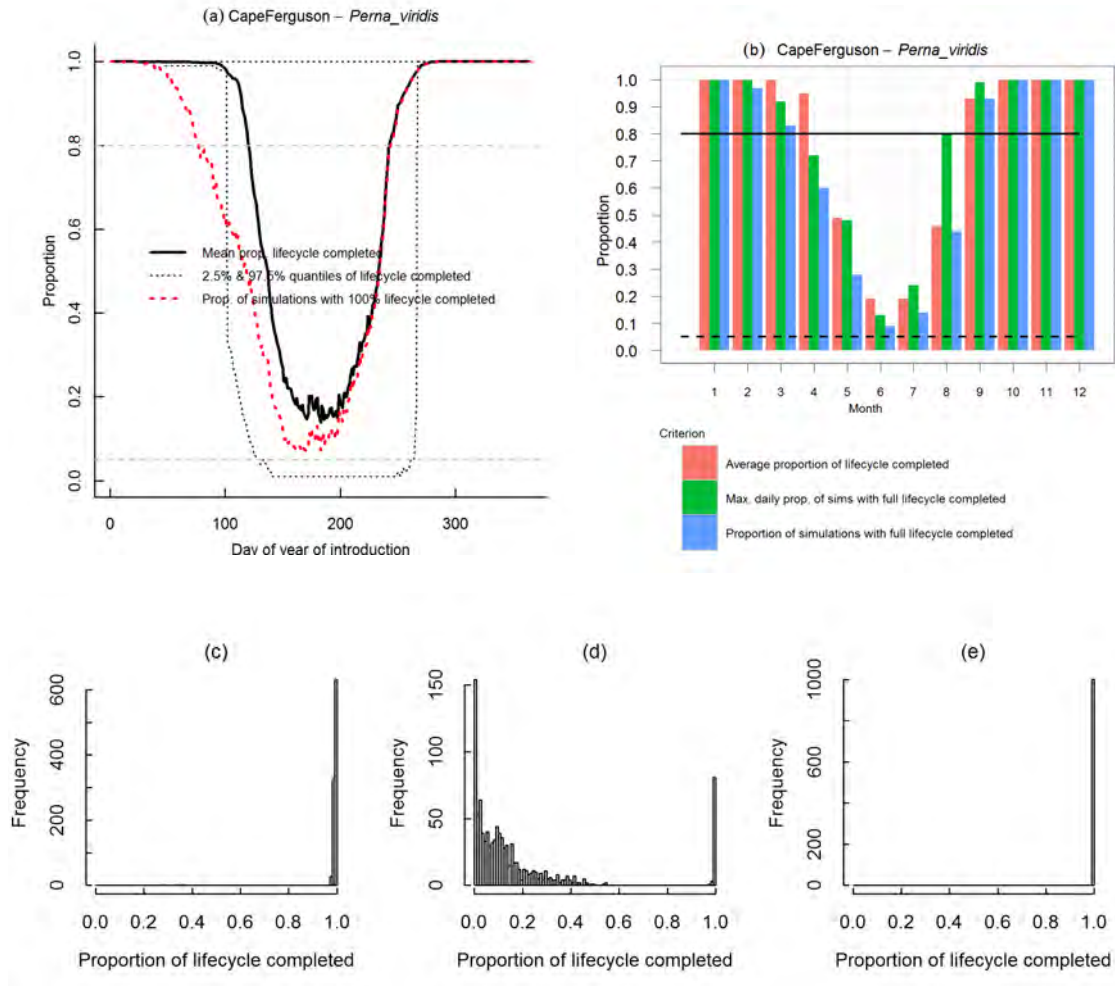 (a) CapeFerguson – Perna_viridis
Proportion
0.0 0.2 0.4 0.6 0.8 1.0
Mean prop. lifecycle completed
2.5% & 97.5% quantiles of lifecycle completed
Prop. of simulations with 100% lifecycle completed
0 100 200 300
Day of year of introduction
(b) CapeFerguson – Perna_viridis
Proportion
1.0
0.9
0.8
0.7
0.6
0.5
0.4
0.3
0.2
0.1
0.0
1 2 3 4 5 6 7 8 9 10 11 12
Month
Criterion
Average proportion of lifecycle completed
Max. daily prop. of sims with full lifecycle completed
Proportion of simulations with full lifecycle completed
(c)
Frequency
0 200 400 600
0.0 0.2 0.4 0.6 0.8 1.0
Proportion of lifecycle completed
(d)
Frequency
0 50 100 150
0.0 0.2 0.4 0.6 0.8 1.0
Proportion of lifecycle completed
(e)
Frequency
0 200 400 600 1000
0.0 0.2 0.4 0.6 0.8 1.0
Proportion of lifecycle completed